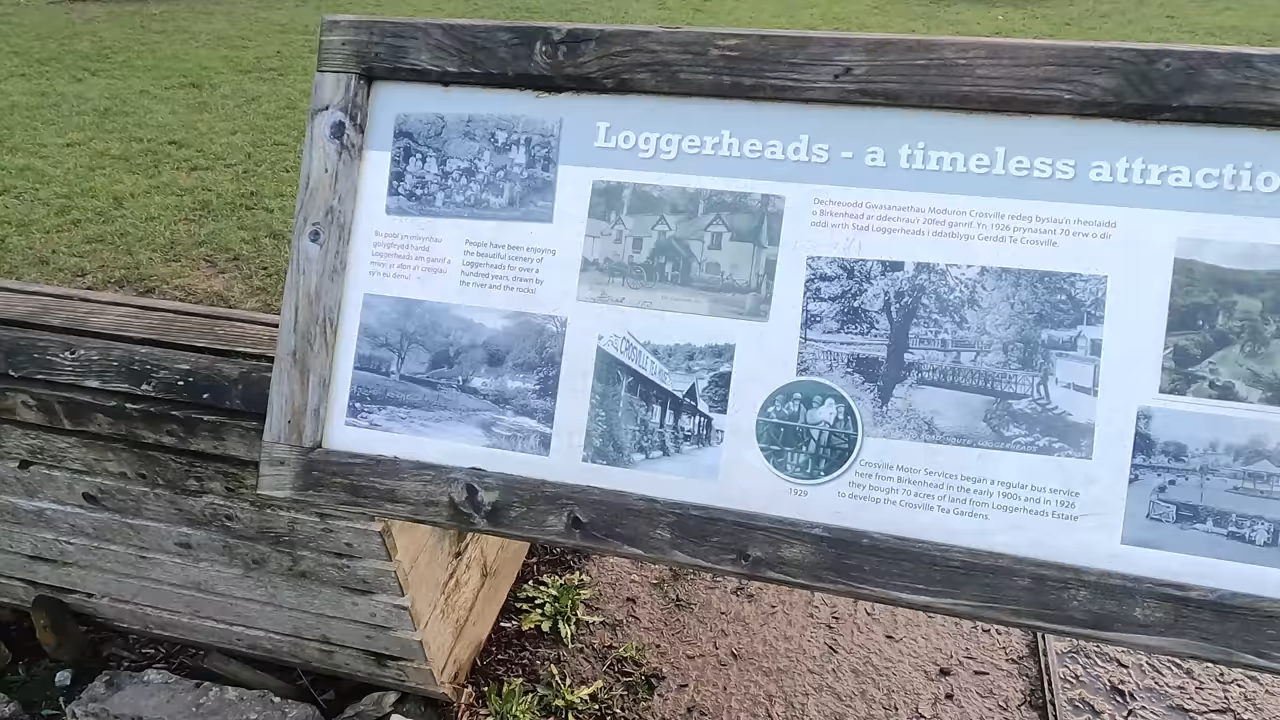 Loggerheads - a timeless attractio
Bu pobl yn mwynhau
golygfeydd hardd
Loggerheads am ganrif a
mwy; yr afon a'r creigiau
sy'n eu denu!
People have been enjoying
the beautiful scenery of
Loggerheads for over a
hundred years, drawn by
the river and the rocks!
CROSVILLE TEA
Dechreuodd Gwasanaethau Moduron Crosville redeg bysiau'n rheolaidd
o Birkenhead ar ddechrau'r 20fed ganrif. Yn 1926 prynasant 70 erw o dir
oddi wrth Stad Loggerheads i ddatblygu Gerddi Te Crosville.
LOGGERHEADS
1929
Crosville Motor Services began a regular bus service
here from Birkenhead in the early 1900s and in 1926
they bought 70 acres of land from Loggerheads Estate
to develop the Crosville Tea Gardens.